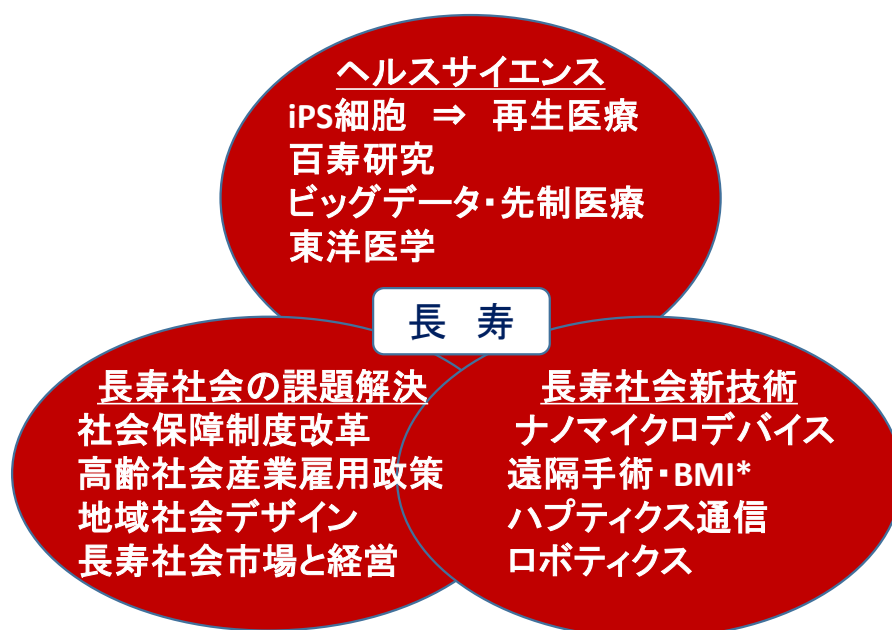 ヘルスサイエンス
iPS細胞 ⇒ 再生医療
百寿研究
ビッグデータ・先制医療
東洋医学
長 寿
長寿社会の課題解決
社会保障制度改革
高齢社会産業雇用政策
地域社会デザイン
長寿社会市場と経営
長寿社会新技術
ナノマイクロデバイス
遠隔手術・BMI*
ハプティクス通信
ロボティクス